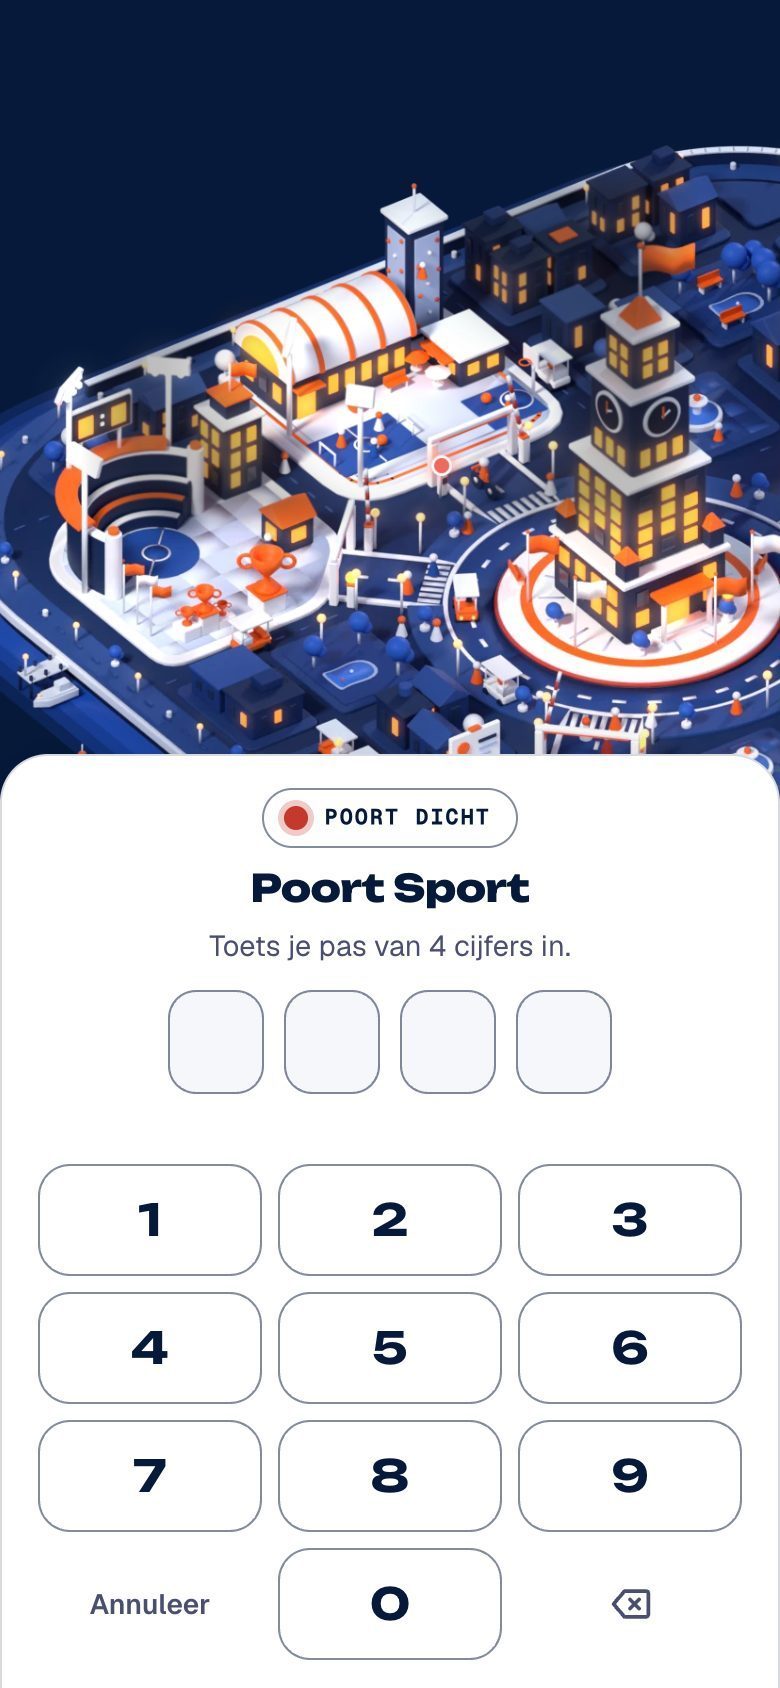 POORT DICHT
Poort Sport
Toets je pas van 4 cijfers in.
1 2 3
4 5 6
7 8 9
Annuleer 0